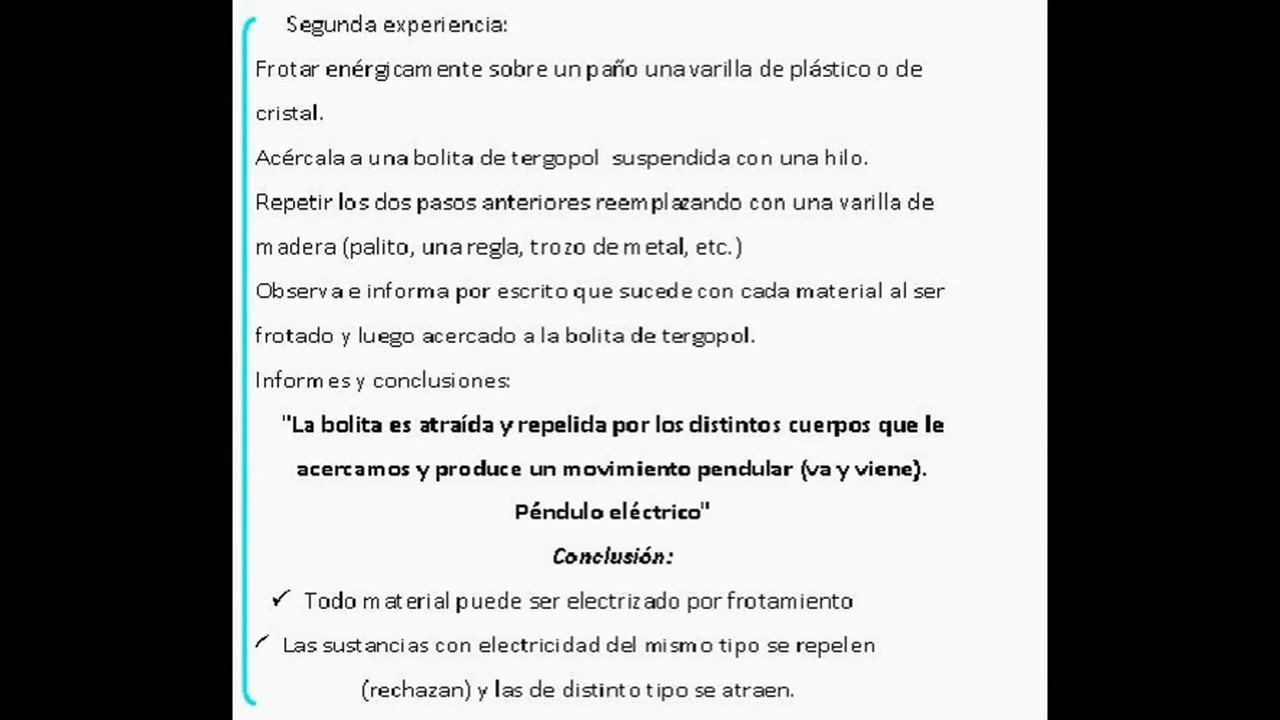 Segunda experiencia:
Frotar enérgicamente sobre un paño una varilla de plástico o de
cristal.
Acércala a una bolita de tergopol suspendida con una hilo.
Repetir los dos pasos anteriores reemplazando con una varilla de
madera (palito, una regla, trozo de metal, etc.)
Observa e informa por escrito que sucede con cada material al ser
frotado y luego acercado a la bolita de tergopol.
Informes y conclusiones:
"La bolita es atraída y repelida por los distintos cuerpos que le
acercamos y produce un movimiento pendular (va y viene).
Péndulo eléctrico"
Conclusión:
✓ Todo material puede ser electrizado por frotamiento
✓ Las sustancias con electricidad del mismo tipo se repelen
(rechazan) y las de distinto tipo se atraen.